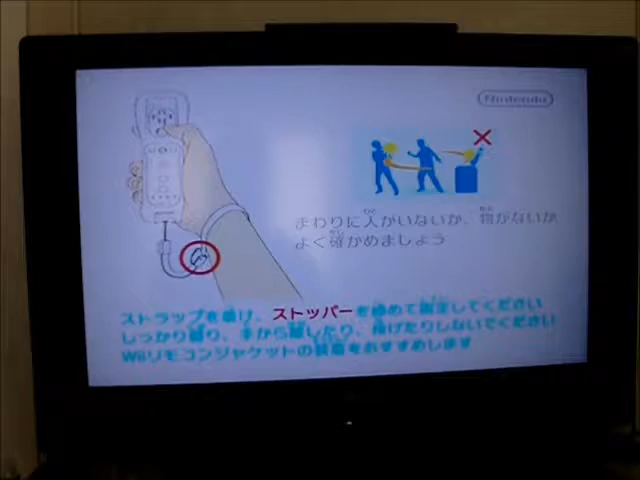 Nintendo
まわりに人がいないか、物がないか
よく確かめましょう
ストラップを着け、ストッパーを締めて固定してください
しっかり握り、手から離したり、投げたりしないでください
Wiiリモコンジャケットの装着をおすすめします